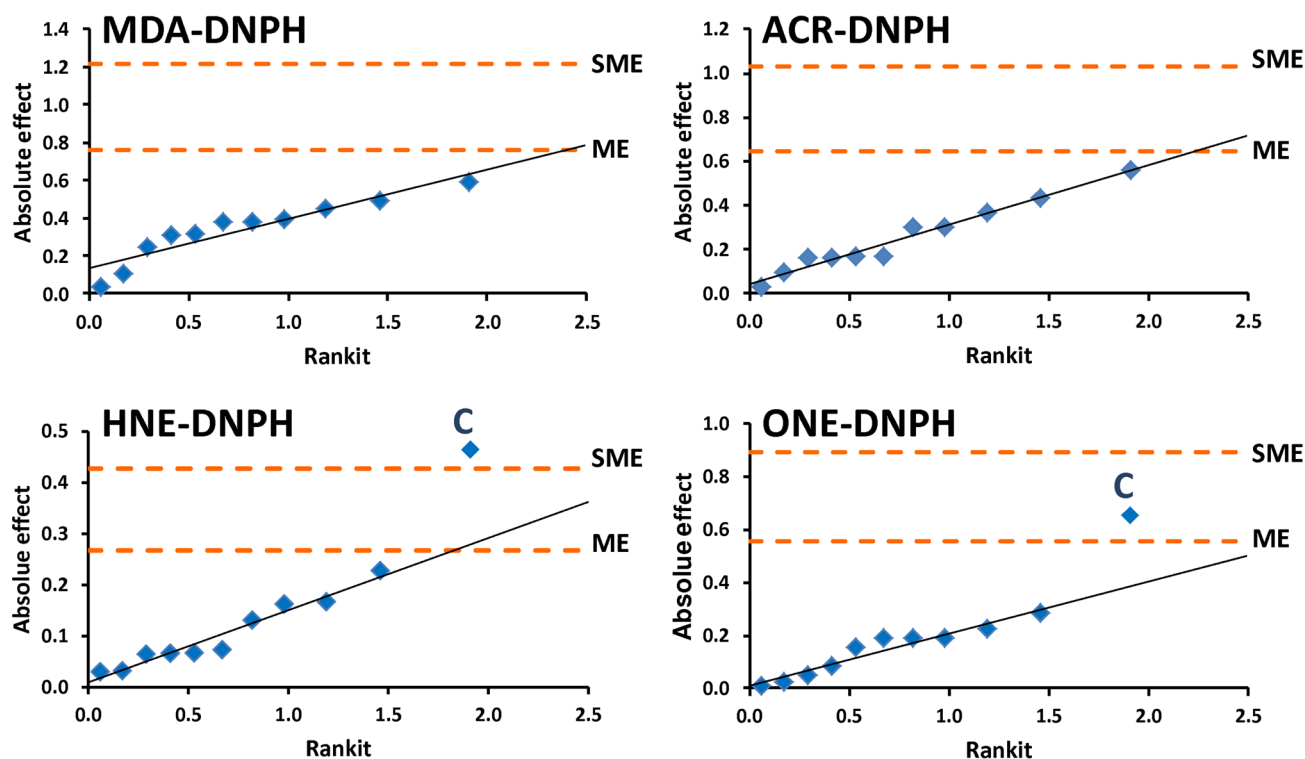 MDA-DNPH
1.4
1.2
1.0
0.8
0.6
0.4
0.2
0.0
Absolute effect
SME
ME
0.0 0.5 1.0 1.5 2.0 2.5
Rankit
ACR-DNPH
1.2
1.0
0.8
0.6
0.4
0.2
0.0
Absolute effect
SME
ME
0.0 0.5 1.0 1.5 2.0 2.5
Rankit
HNE-DNPH
C
0.5
0.4
0.3
0.2
0.1
0.0
Absolue effect
SME
ME
0.0 0.5 1.0 1.5 2.0 2.5
Rankit
ONE-DNPH
C
1.0
0.8
0.6
0.4
0.2
0.0
Absolue effect
SME
ME
0.0 0.5 1.0 1.5 2.0 2.5
Rankit